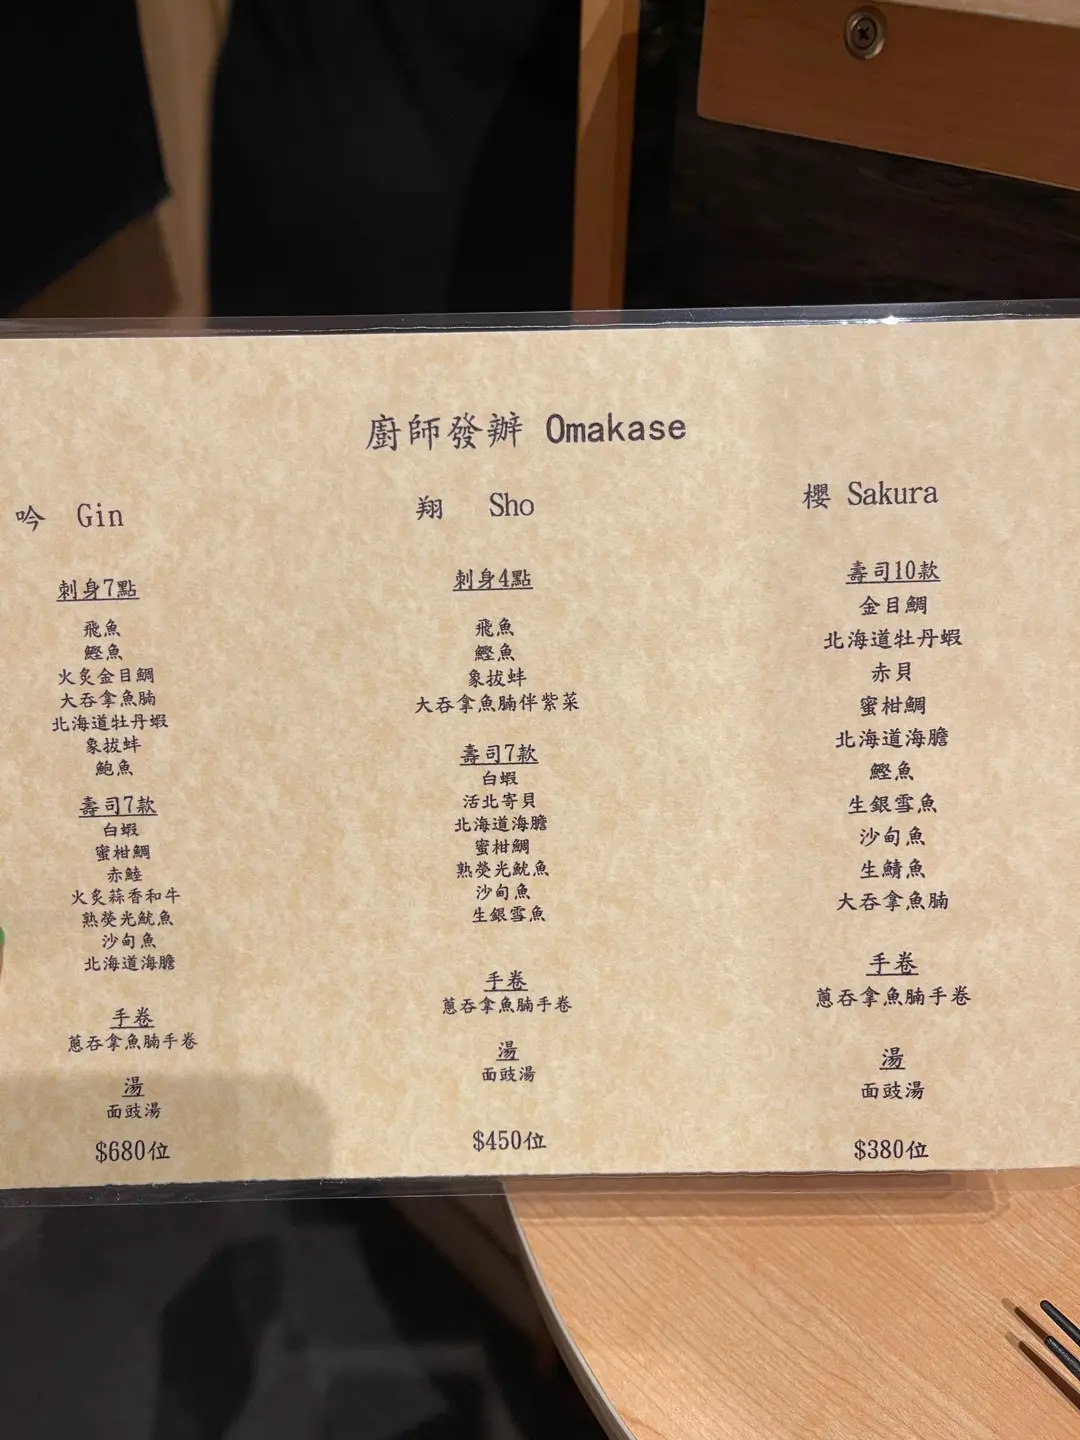 廚師發辦 Omakase
吟 Gin
刺身7點
飛魚
鰹魚
火炙金目鯛
大吞拿魚腩
北海道牡丹蝦
象拔蚌
鮑魚
壽司7款
白蝦
蜜柑鯛
赤鯥
火炙蒜香和牛
熟熒光魷魚
沙甸魚
北海道海膽
手卷
蔥吞拿魚腩手卷
湯
面豉湯
$680位
翔 Sho
刺身4點
飛魚
鰹魚
象拔蚌
大吞拿魚腩伴紫菜
壽司7款
白蝦
活北寄貝
北海道海膽
蜜柑鯛
熟熒光魷魚
沙甸魚
生銀雪魚
手卷
蔥吞拿魚腩手卷
湯
面豉湯
$450位
櫻 Sakura
壽司10款
金目鯛
北海道牡丹蝦
赤貝
蜜柑鯛
北海道海膽
鰹魚
生銀雪魚
沙甸魚
生鯖魚
大吞拿魚腩
手卷
蔥吞拿魚腩手卷
湯
面豉湯
$380位